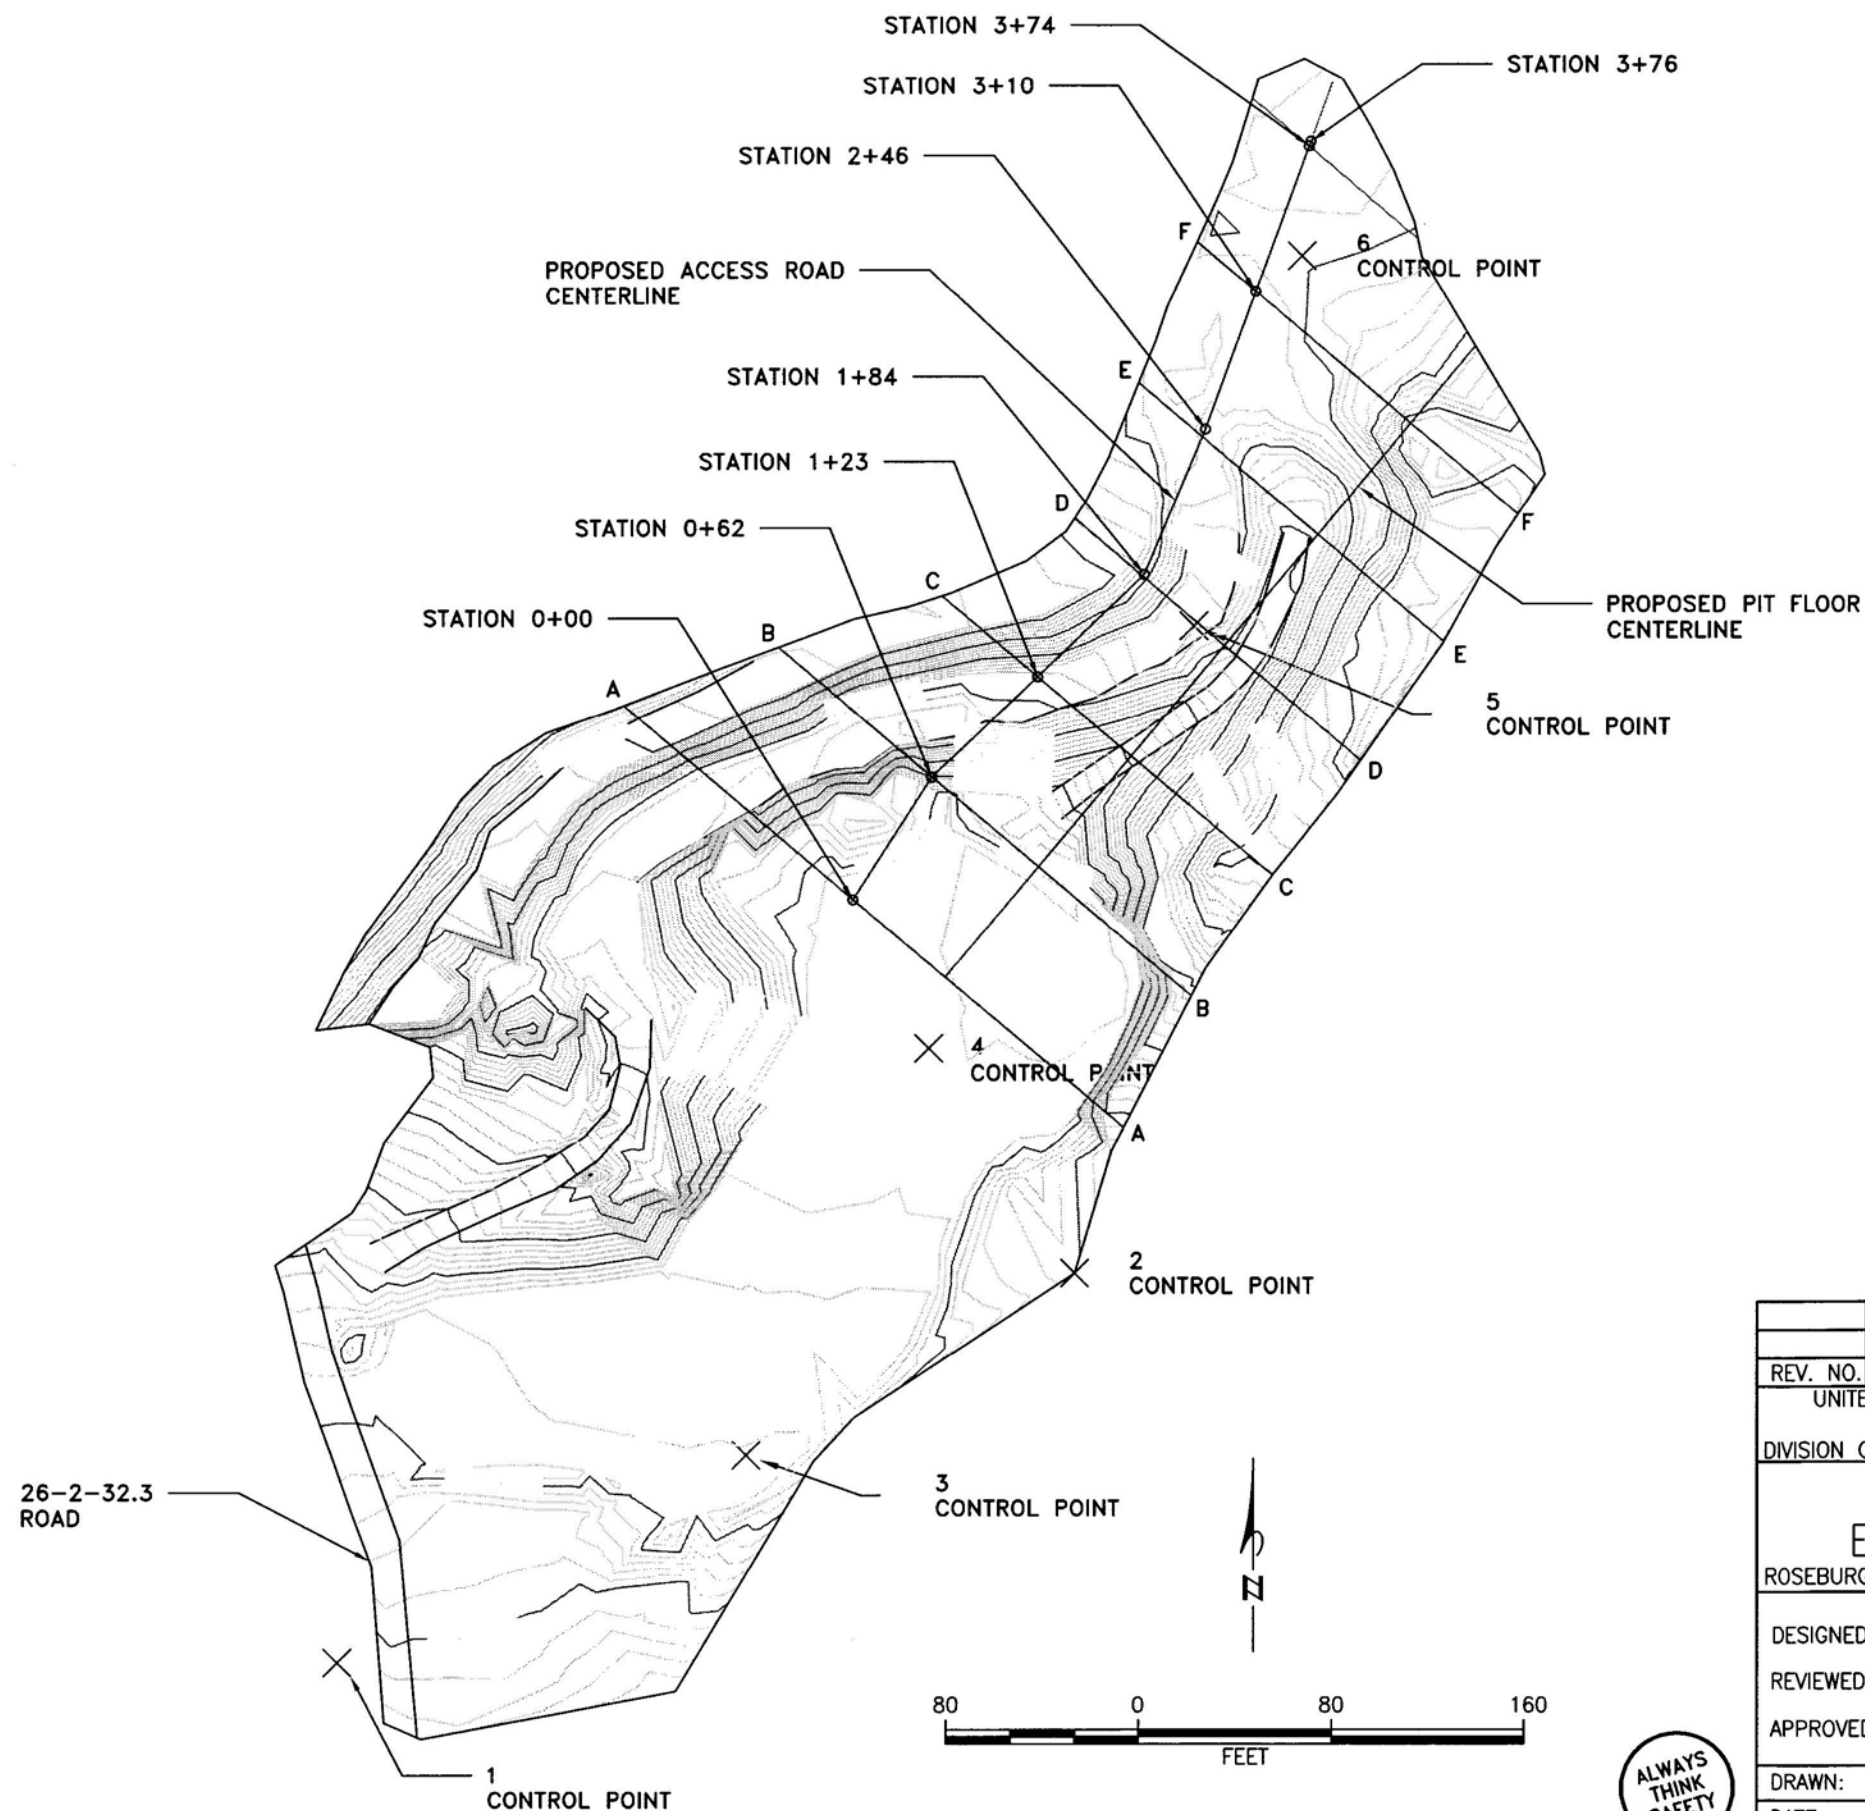 STATION 3+74
STATION 3+76
STATION 3+10
STATION 2+46
F
6
CONTROL POINT
PROPOSED ACCESS ROAD
CENTERLINE
E
STATION 1+84
STATION 1+23
D
F
STATION 0+62
C
PROPOSED PIT FLOOR
CENTERLINE
STATION 0+00
B
E
A
5
CONTROL POINT
D
C
B
4
CONTROL P INT
A
2
CONTROL POINT
REV. NO.
UNITE
DIVISION
3
CONTROL POINT
26-2-32.3
ROAD
S
N
E
ROSEBURG
DESIGNED
REVIEWED
80 0 80 160
FEET
APPROVED
1
CONTROL POINT
ALWAYS
THINK
SAFETY
DRAWN: